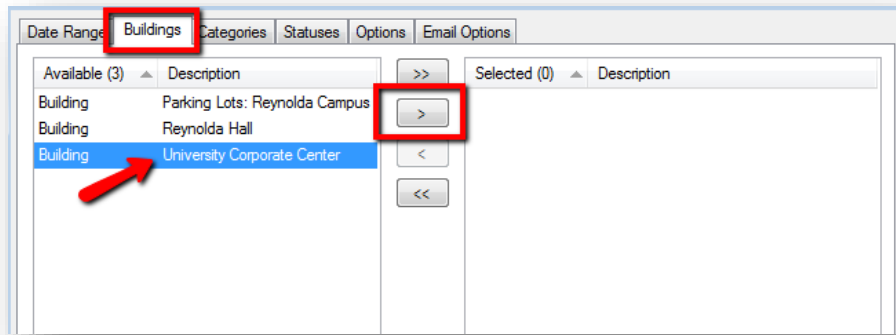 Date Range Buildings Categories Statuses Options Email Options
Available (3) Description >> Selected (0) Description
Building Parking Lots: Reynolda Campus >
Building Reynolda Hall
Building University Corporate Center <
<<